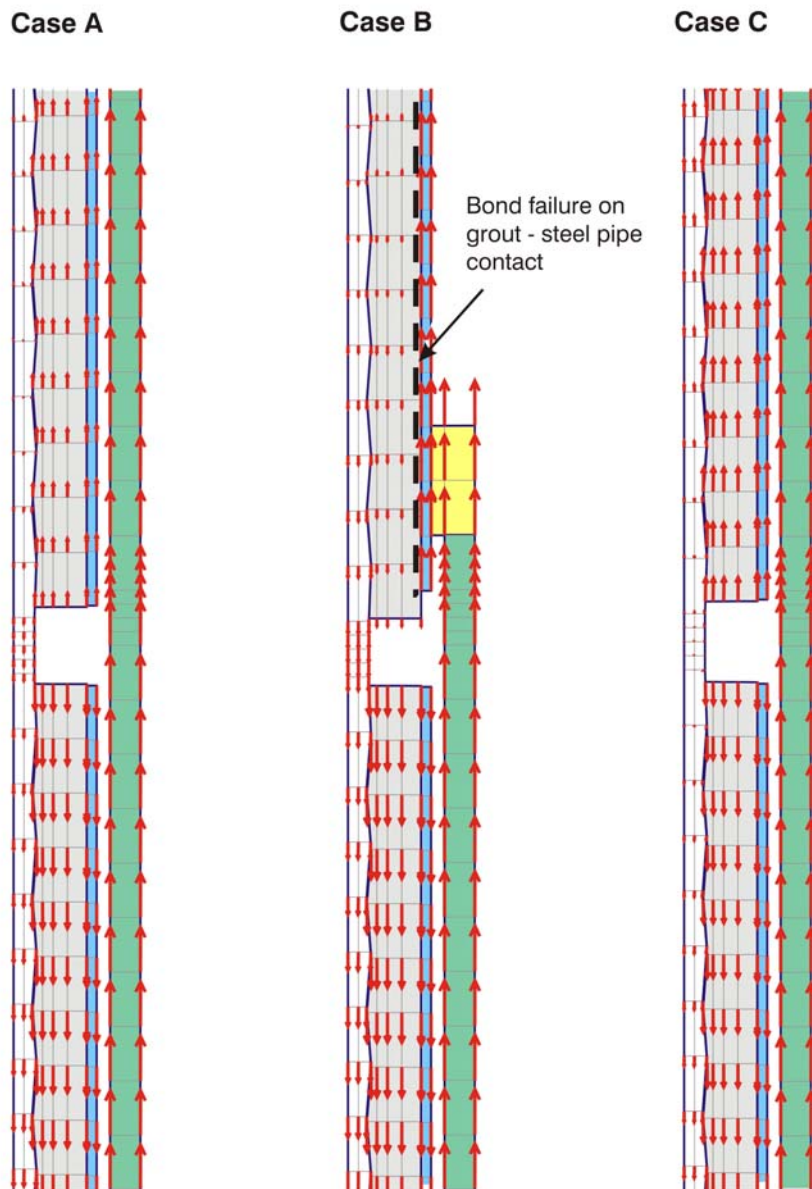 Case A
Case B
Case C
Bond failure on
grout - steel pipe
contact